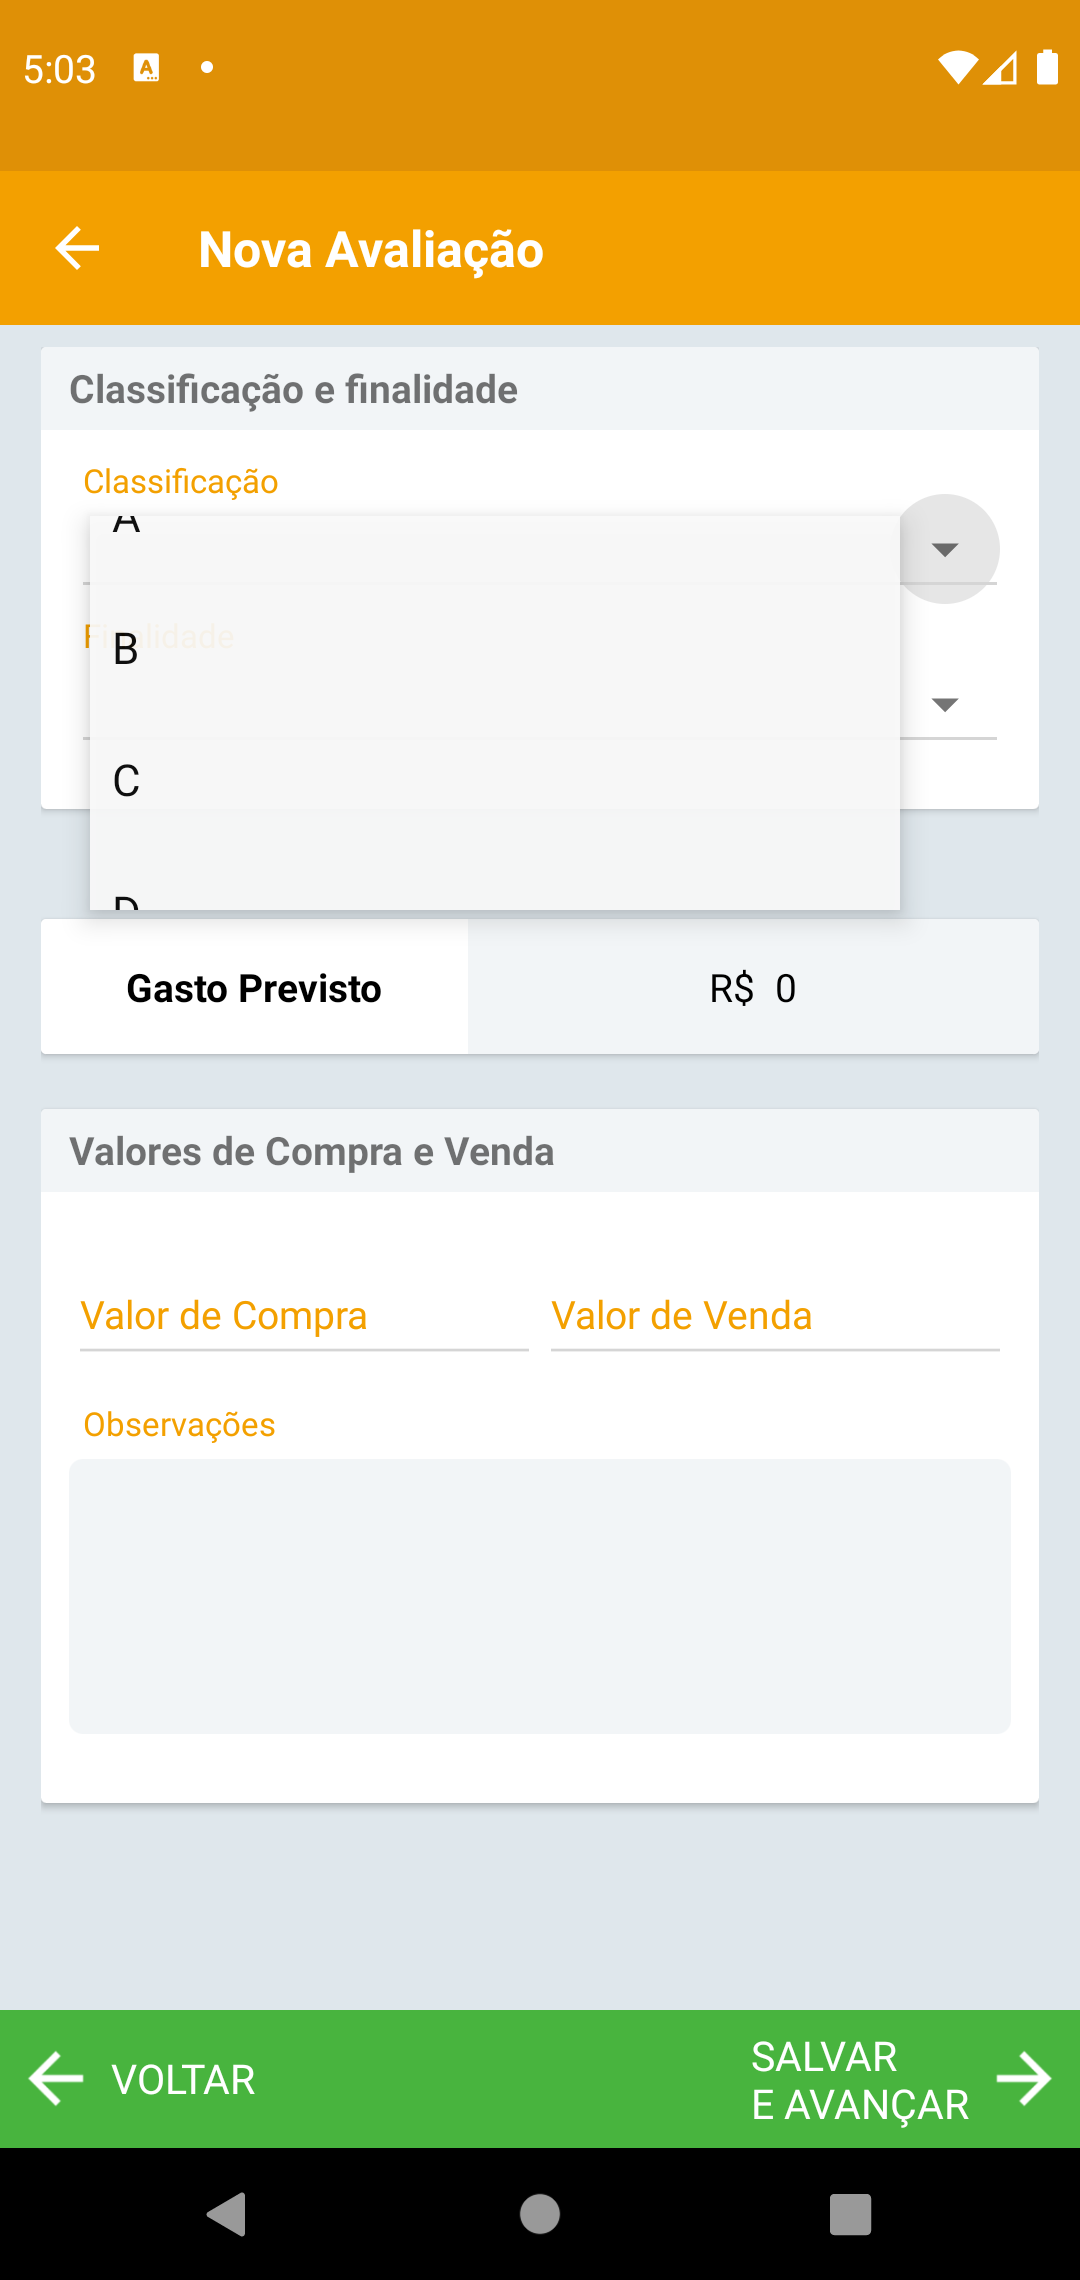 5:03
Nova Avaliação
Classificação e finalidade
Classificação
A
Finalidade
B
C
D
Gasto Previsto
R$ 0
Valores de Compra e Venda
Valor de Compra
Valor de Venda
Observações
VOLTAR
SALVAR
E AVANÇAR